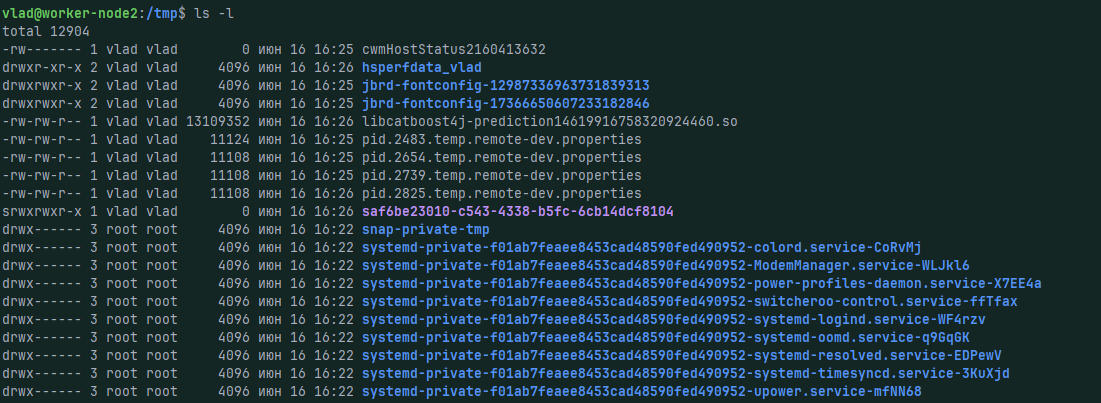 vlad@worker-node2:/tmp$ ls -l
total 12904
-rw------- 1 vlad vlad        0 июн 16 16:25 cwmHostStatus2160413632
drwxr-xr-x 2 vlad vlad     4096 июн 16 16:26 hsperfdata_vlad
drwxrwxr-x 2 vlad vlad     4096 июн 16 16:25 jbrd-fontconfig-12987336963731839313
drwxrwxr-x 2 vlad vlad     4096 июн 16 16:25 jbrd-fontconfig-17366650607233182846
-rw-rw-r-- 1 vlad vlad 13109352 июн 16 16:26 libcatboost4j-prediction14619916758320924460.so
-rw-rw-r-- 1 vlad vlad    11124 июн 16 16:25 pid.2483.temp.remote-dev.properties
-rw-rw-r-- 1 vlad vlad    11108 июн 16 16:25 pid.2654.temp.remote-dev.properties
-rw-rw-r-- 1 vlad vlad    11108 июн 16 16:25 pid.2739.temp.remote-dev.properties
-rw-rw-r-- 1 vlad vlad    11108 июн 16 16:26 pid.2825.temp.remote-dev.properties
srwxrwxr-x 1 vlad vlad        0 июн 16 16:26 saf6be23010-c543-4338-b5fc-6cb14dcf8104
drwx------ 3 root root     4096 июн 16 16:22 snap-private-tmp
drwx------ 3 root root     4096 июн 16 16:22 systemd-private-f01ab7feaee8453cad48590fed490952-colord.service-CoRvMj
drwx------ 3 root root     4096 июн 16 16:22 systemd-private-f01ab7feaee8453cad48590fed490952-ModemManager.service-WLJkl6
drwx------ 3 root root     4096 июн 16 16:22 systemd-private-f01ab7feaee8453cad48590fed490952-power-profiles-daemon.service-X7EE4a
drwx------ 3 root root     4096 июн 16 16:22 systemd-private-f01ab7feaee8453cad48590fed490952-switcheroo-control.service-ffTfax
drwx------ 3 root root     4096 июн 16 16:22 systemd-private-f01ab7feaee8453cad48590fed490952-systemd-logind.service-WF4rzv
drwx------ 3 root root     4096 июн 16 16:22 systemd-private-f01ab7feaee8453cad48590fed490952-systemd-oomd.service-q9GqGK
drwx------ 3 root root     4096 июн 16 16:22 systemd-private-f01ab7feaee8453cad48590fed490952-systemd-resolved.service-EDPewV
drwx------ 3 root root     4096 июн 16 16:22 systemd-private-f01ab7feaee8453cad48590fed490952-systemd-timesyncd.service-3KuXjd
drwx------ 3 root root     4096 июн 16 16:22 systemd-private-f01ab7feaee8453cad48590fed490952-upower.service-mfNN68